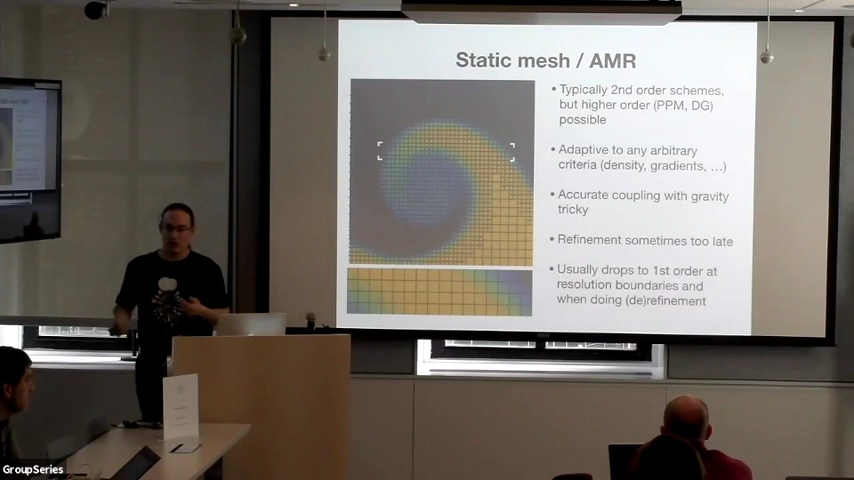 Static mesh / AMR
• Typically 2nd order schemes,
but higher order (PPM, DG)
possible
• Adaptive to any arbitrary
criteria (density, gradients, ...)
• Accurate coupling with gravity
tricky
• Refinement sometimes too late
• Usually drops to 1st order at
resolution boundaries and
when doing (de)refinement
GroupSeries